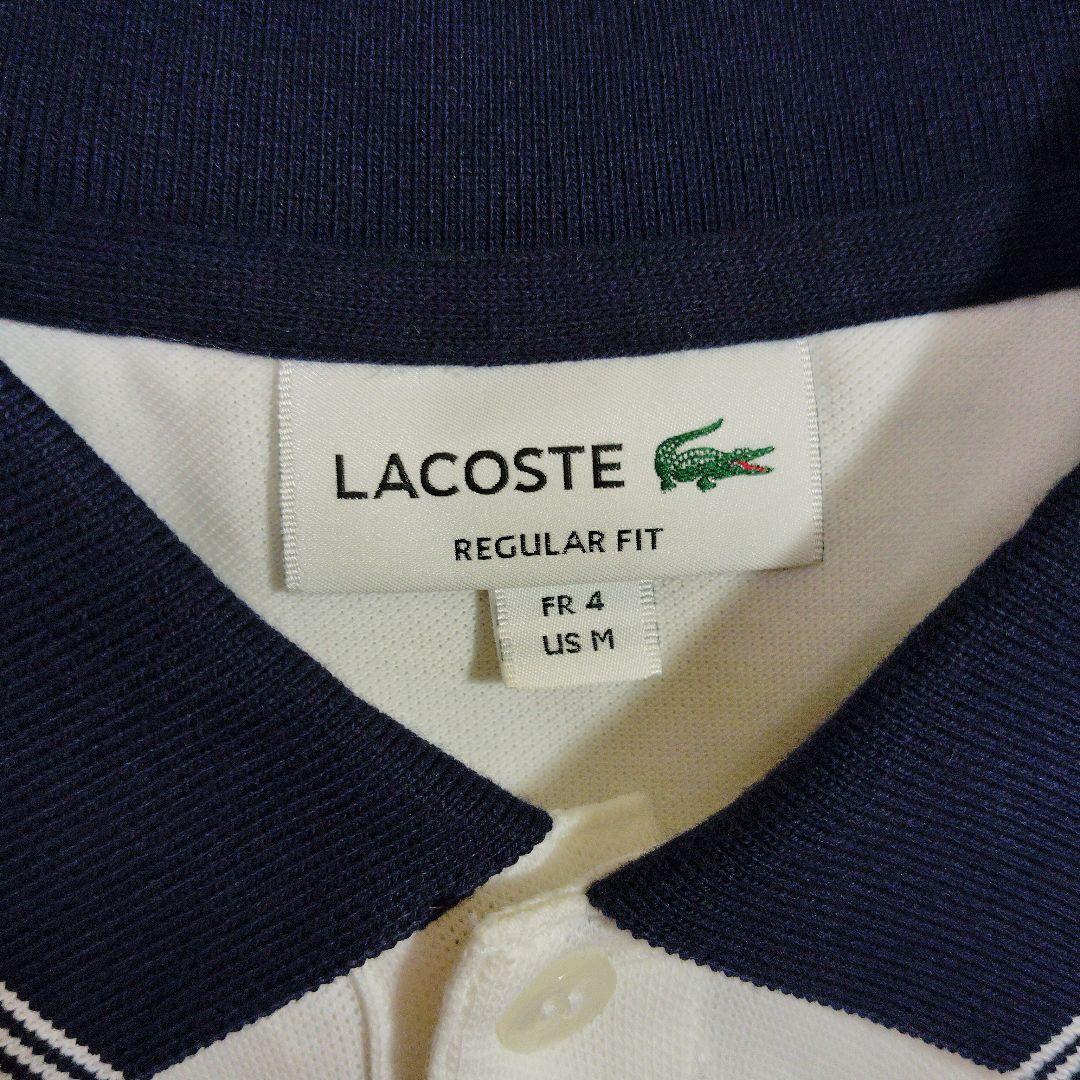 LACOSTE
REGULAR FIT
FR 4
US M